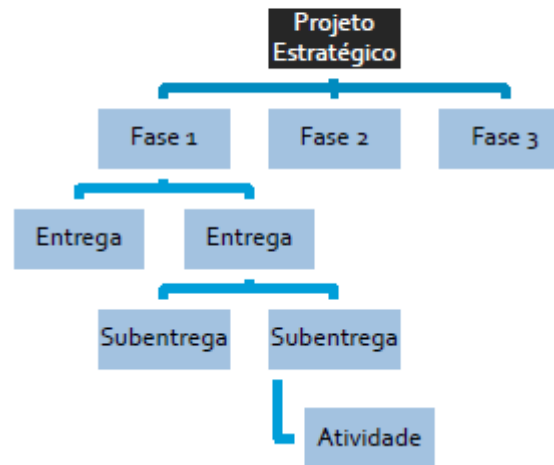 Projeto
Estratégico
Fase 1
Fase 2
Fase 3
Entrega
Entrega
Subentrega
Subentrega
Atividade